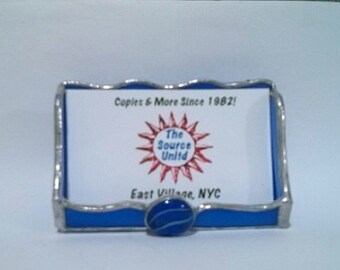 Copies & More Since 1982!
The
Source
Unltd
East Village, NYC